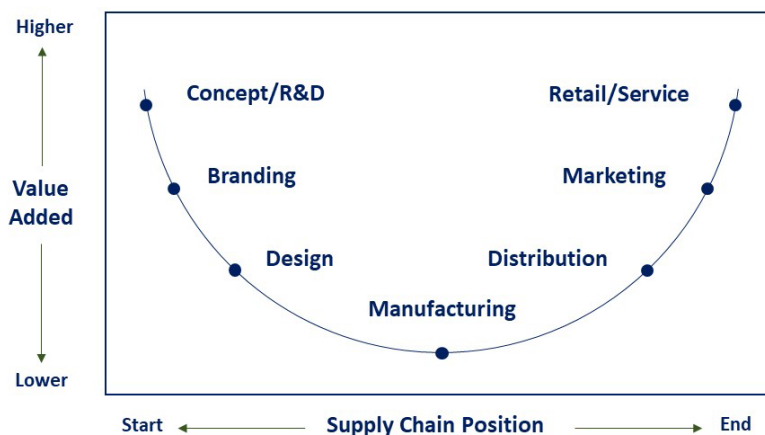 Higher
Concept/R&D
Retail/Service
Branding
Marketing
Value
Added
Design
Distribution
Manufacturing
Lower
Start
Supply Chain Position
End